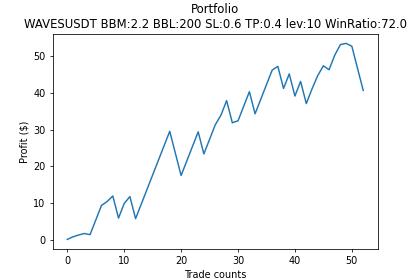 Portfolio
WAVESUSDT BBM:2.2 BBL:200 SL:0.6 TP:0.4 lev:10 WinRatio:72.0
50
40
30
20
10
0
Profit ($)
0 10 20 30 40 50
Trade counts